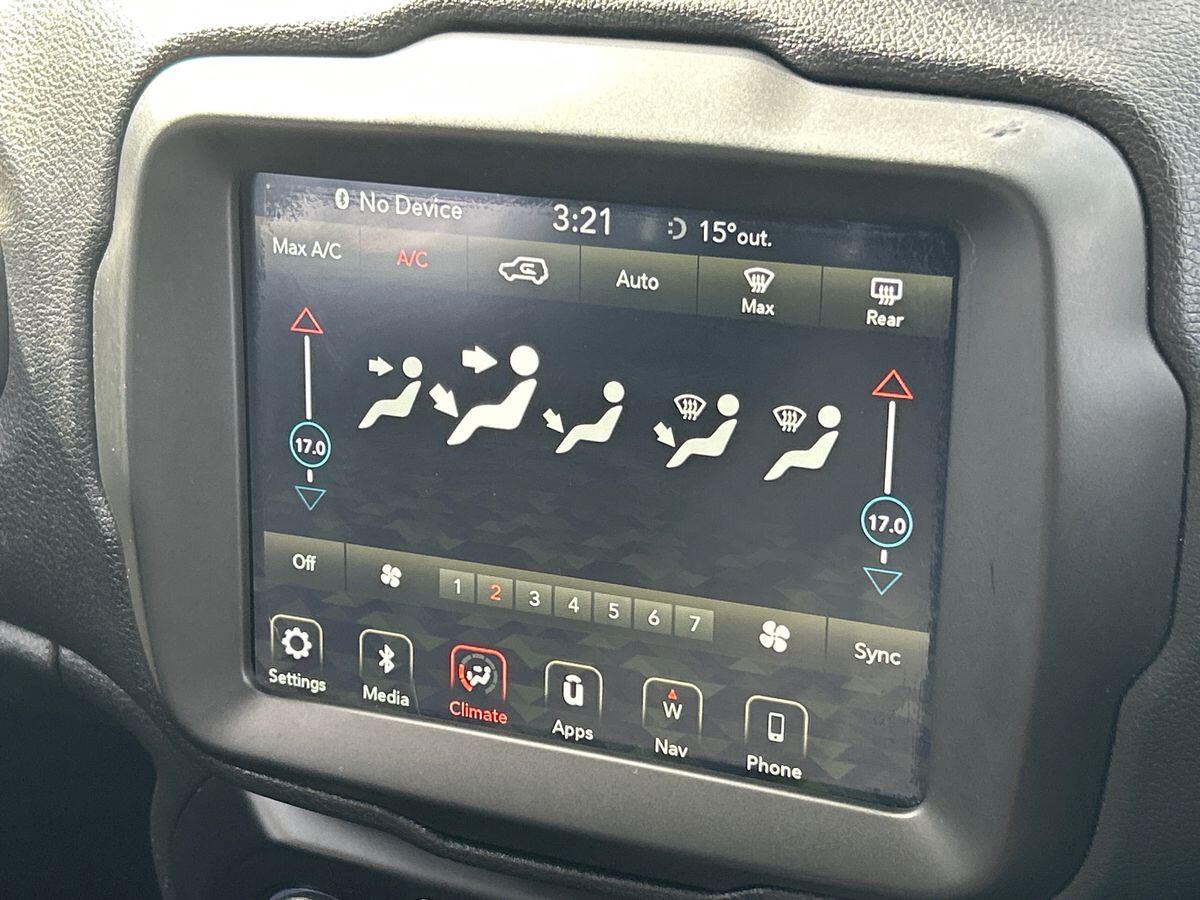 No Device
3:21
15°out.
Max A/C
A/C
Auto
Max
Rear
17.0
17.0
Off
1 2 3 4 5 6 7
Sync
Settings
Media
Climate
Apps
W
Nav
Phone